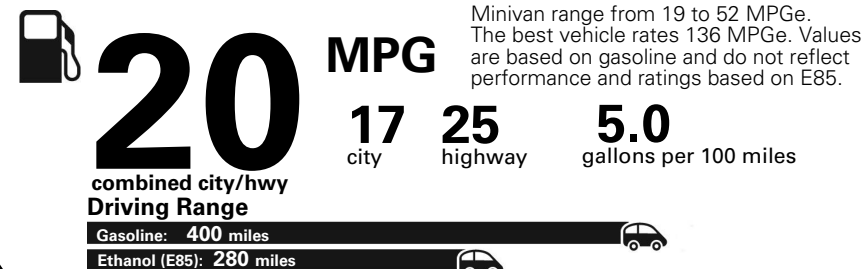 20 MPG
Minivan range from 19 to 52 MPGe.
The best vehicle rates 136 MPGe. Values
are based on gasoline and do not reflect
performance and ratings based on E85.
17 25 5.0
city highway gallons per 100 miles
combined city/hwy
Driving Range
Gasoline: 400 miles
Ethanol (E85): 280 miles